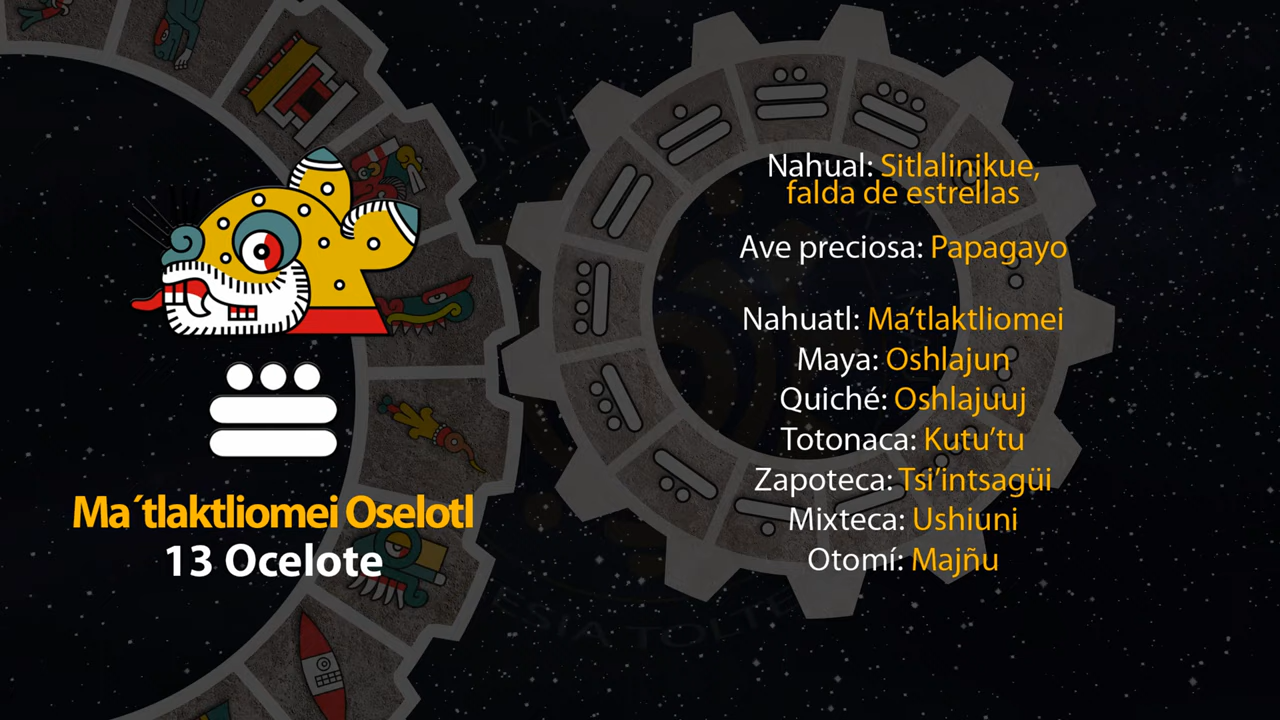 Ma´tlaktliomei Oselotl
13 Ocelote
Nahual: Sitlalinikue,
falda de estrellas
Ave preciosa: Papagayo
Nahuatl: Ma’tlaktliomei
Maya: Oshlajun
Quiché: Oshlajuuj
Totonaca: Kutu’tu
Zapoteca: Tsi’intsagüi
Mixteca: Ushiuni
Otomí: Majñu